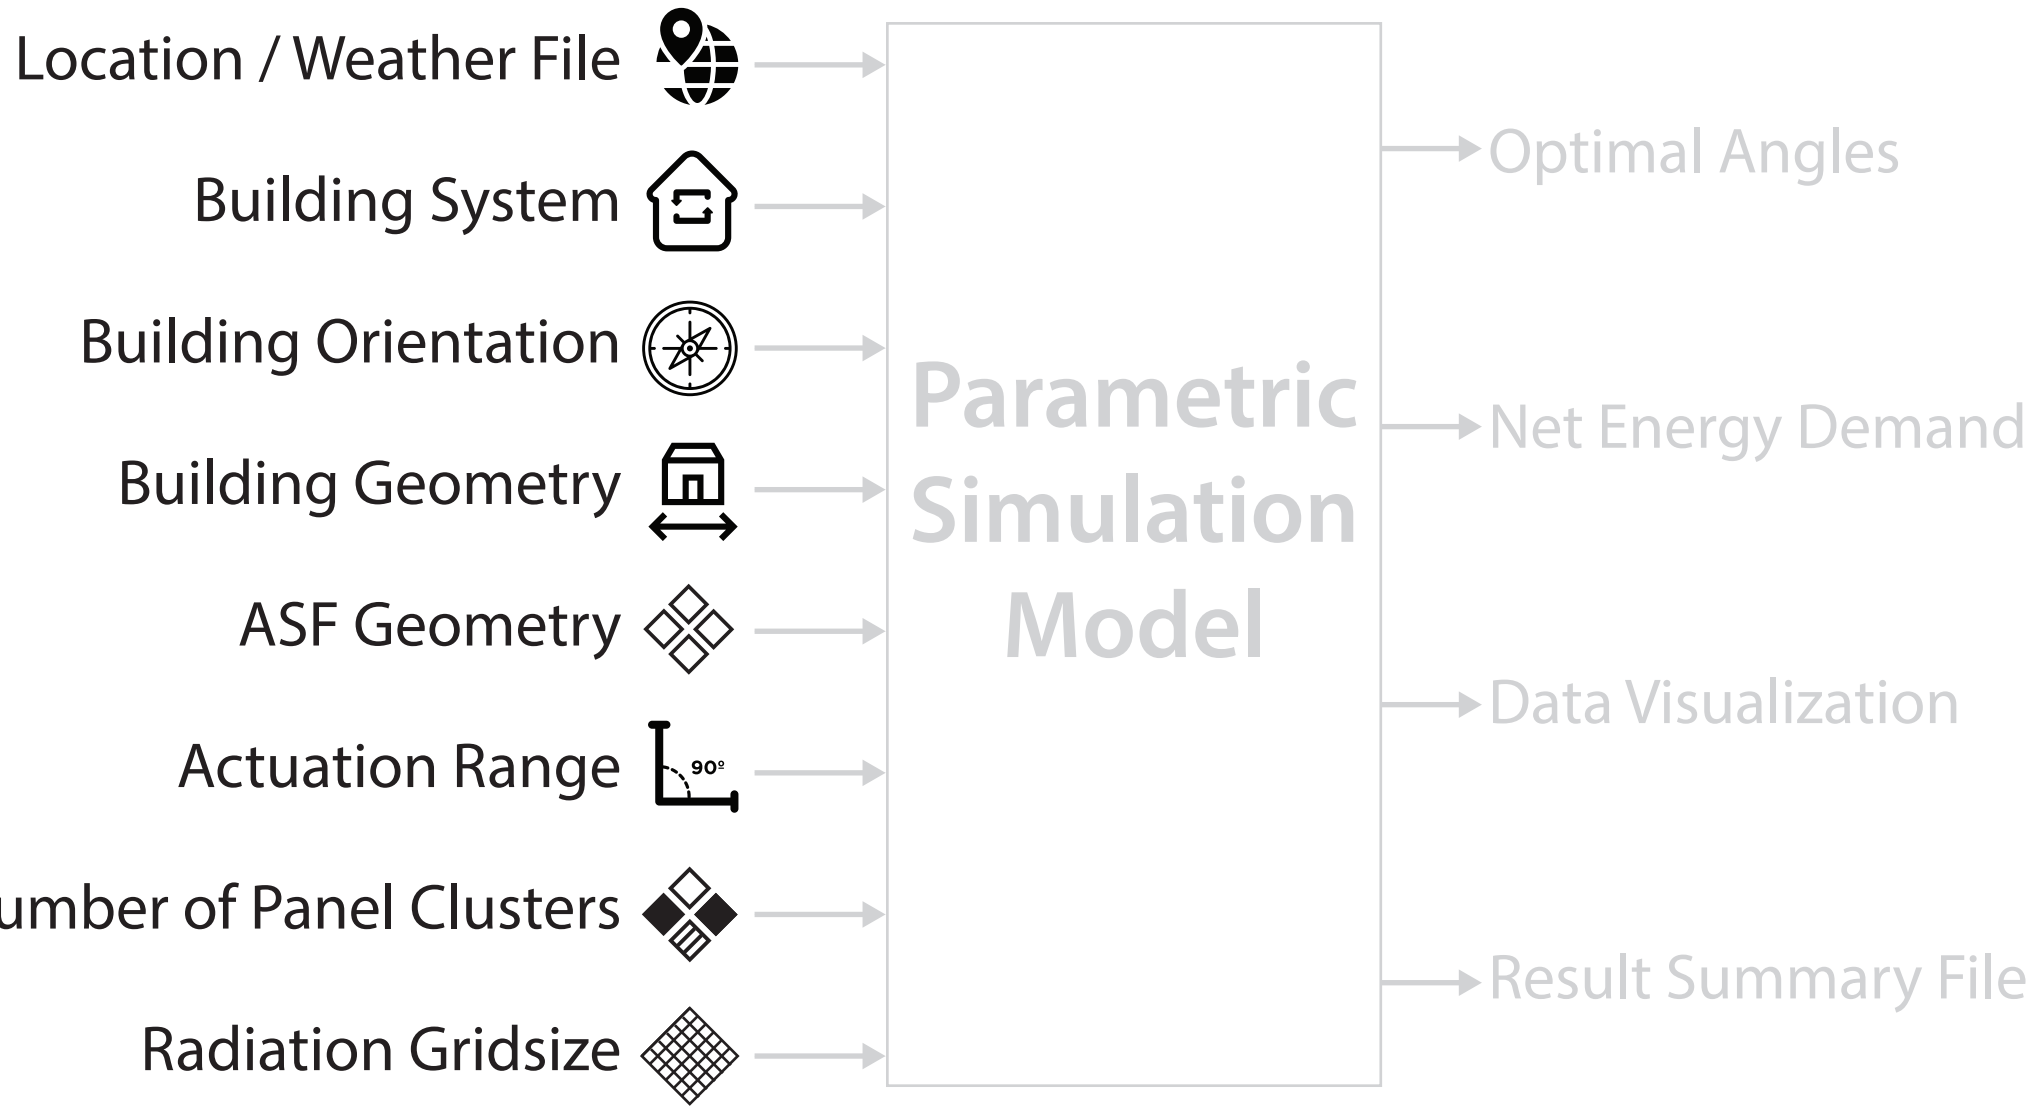 Location / Weather File
Building System
Building Orientation
Building Geometry
ASF Geometry
Actuation Range
90º
umber of Panel Clusters
Radiation Gridsize
Parametric
Simulation
Model
Optimal Angles
Net Energy Demand
Data Visualization
Result Summary File